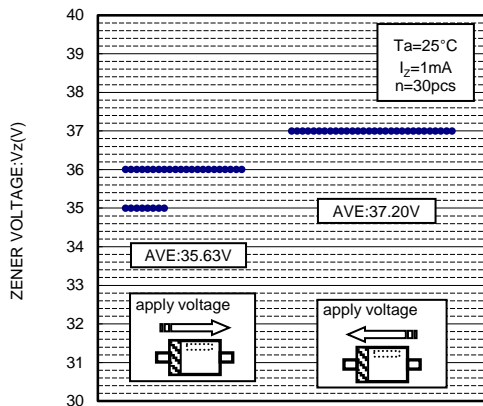 40
39
38
37
36
35
34
33
32
31
30
ZENER VOLTAGE:Vz(V)
Ta=25°C
IZ=1mA
n=30pcs
AVE:37.20V
AVE:35.63V
apply voltage
apply voltage